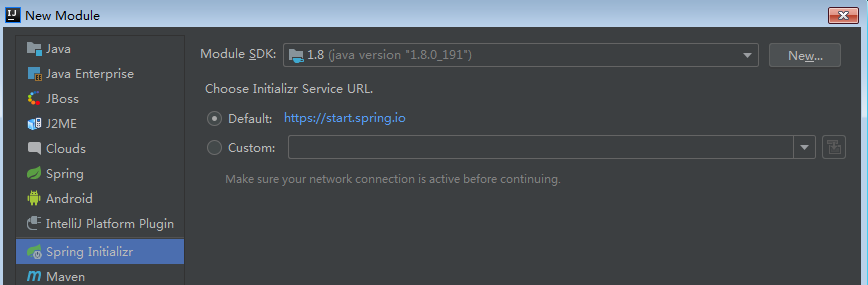 New Module
Java
Java Enterprise
JBoss
J2ME
Clouds
Spring
Android
IntelliJ Platform Plugin
Spring Initializr
Maven
Module SDK: 1.8 (java version "1.8.0_191") New...
Choose Initializr Service URL.
Default: https://start.spring.io
Custom:
Make sure your network connection is active before continuing.